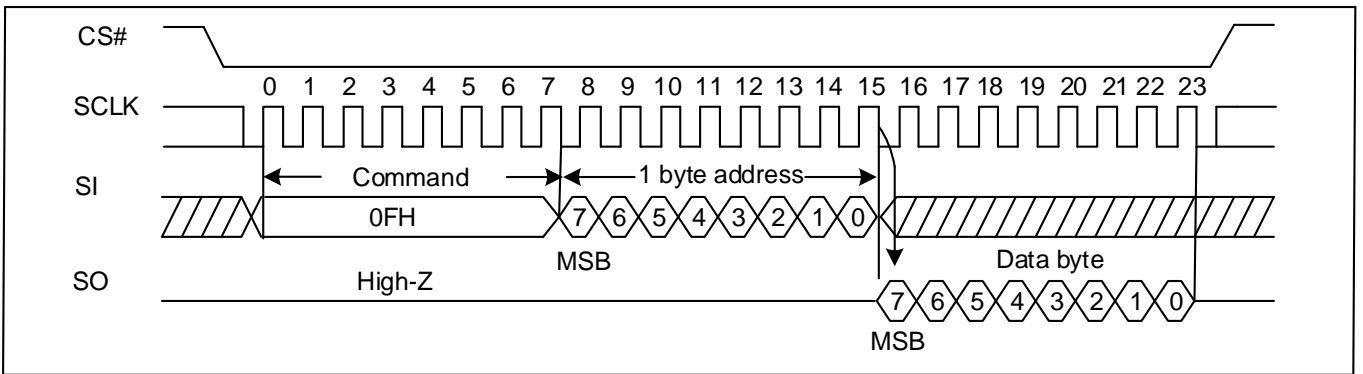 CS#
0 1 2 3 4 5 6 7 8 9 10 11 12 13 14 15 16 17 18 19 20 21 22 23
SCLK
Command 1 byte address
SI
0FH 7 6 5 4 3 2 1 0
MSB Data byte
SO High-Z
7 6 5 4 3 2 1 0
MSB